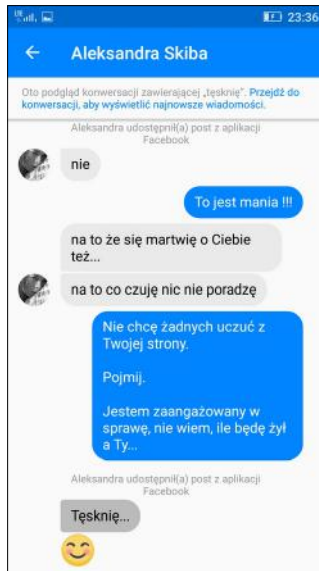 23:36
Aleksandra Skiba
Oto podgląd konwersacji zawierającej „tęsknię”. Przejdź do
konwersacji, aby wyświetlić najnowsze wiadomości.
Aleksandra udostępnił(a) post z aplikacji
Facebook
nie
To jest mania !!!
na to że się martwię o Ciebie
też...
na to co czuję nic nie poradzę
Nie chcę żadnych uczuć z
Twojej strony.
Pojmij.
Jestem zaangażowany w
sprawę, nie wiem, ile będę żył
a Ty...
Aleksandra udostępnił(a) post z aplikacji
Facebook
Tęsknię...